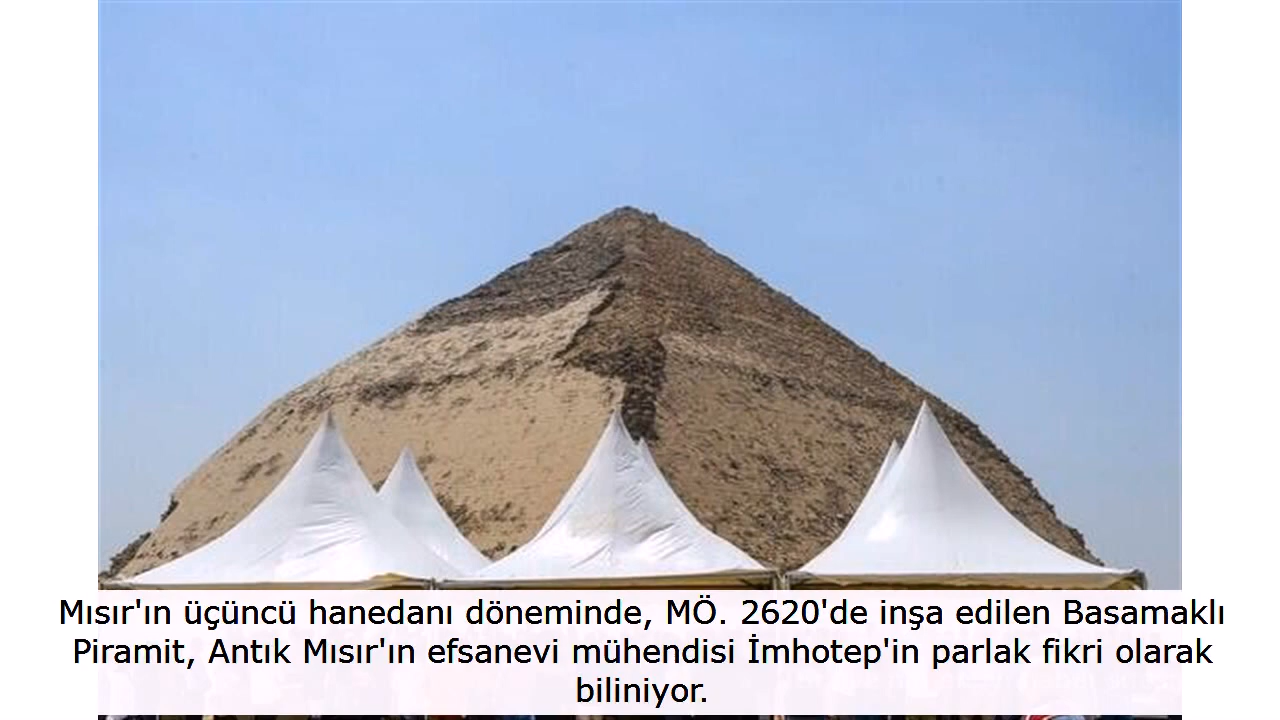 Mısır'ın üçüncü hanedanı döneminde, MÖ. 2620'de inşa edilen Basamaklı
Piramit, Antık Mısır'ın efsanevi mühendisi İmhotep'in parlak fikri olarak
biliniyor.